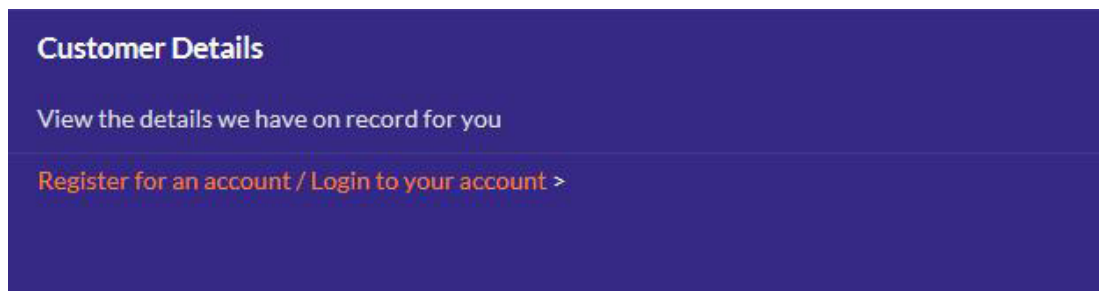 Customer Details
View the details we have on record for you
Register for an account / Login to your account >